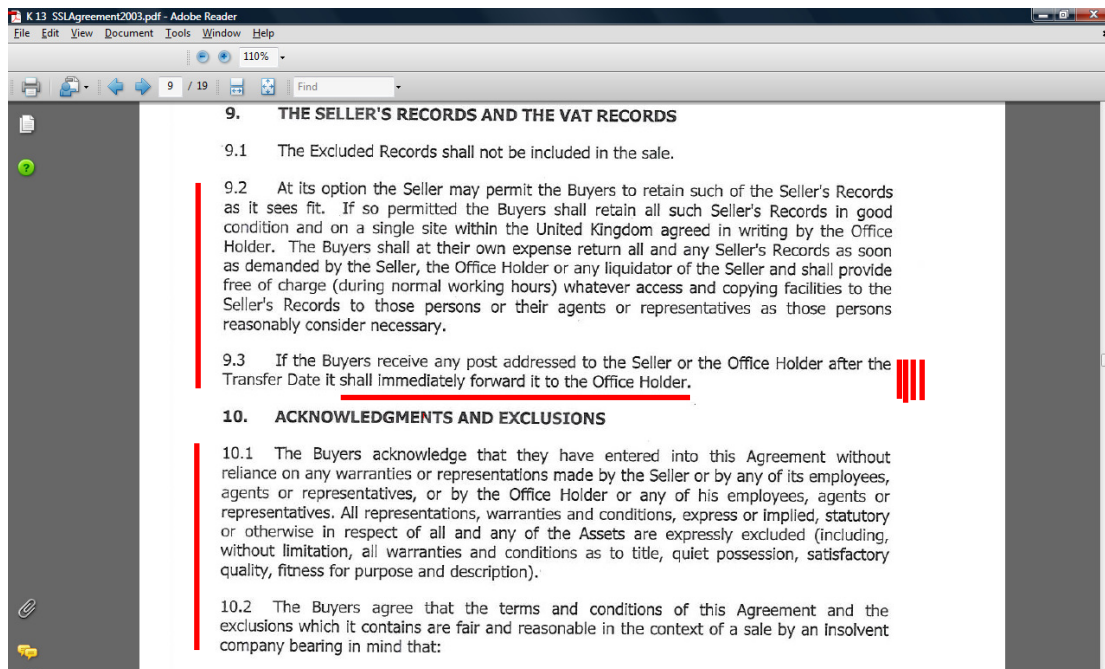 K 13 SSLAgreement2003.pdf - Adobe Reader
File Edit View Document Tools Window Help
110%
9 / 19 Find
9. THE SELLER'S RECORDS AND THE VAT RECORDS
9.1 The Excluded Records shall not be included in the sale.
9.2 At its option the Seller may permit the Buyers to retain such of the Seller's Records
as it sees fit. If so permitted the Buyers shall retain all such Seller's Records in good
condition and on a single site within the United Kingdom agreed in writing by the Office
Holder. The Buyers shall at their own expense return all and any Seller's Records as soon
as demanded by the Seller, the Office Holder or any liquidator of the Seller and shall provide
free of charge (during normal working hours) whatever access and copying facilities to the
Seller's Records to those persons or their agents or representatives as those persons
reasonably consider necessary.
9.3 If the Buyers receive any post addressed to the Seller or the Office Holder after the
Transfer Date it shall immediately forward it to the Office Holder.
10. ACKNOWLEDGMENTS AND EXCLUSIONS
10.1 The Buyers acknowledge that they have entered into this Agreement without
reliance on any warranties or representations made by the Seller or by any of its employees,
agents or representatives, or by the Office Holder or any of his employees, agents or
representatives. All representations, warranties and conditions, express or implied, statutory
or otherwise in respect of all and any of the Assets are expressly excluded (including,
without limitation, all warranties and conditions as to title, quiet possession, satisfactory
quality, fitness for purpose and description).
10.2 The Buyers agree that the terms and conditions of this Agreement and the
exclusions which it contains are fair and reasonable in the context of a sale by an insolvent
company bearing in mind that: